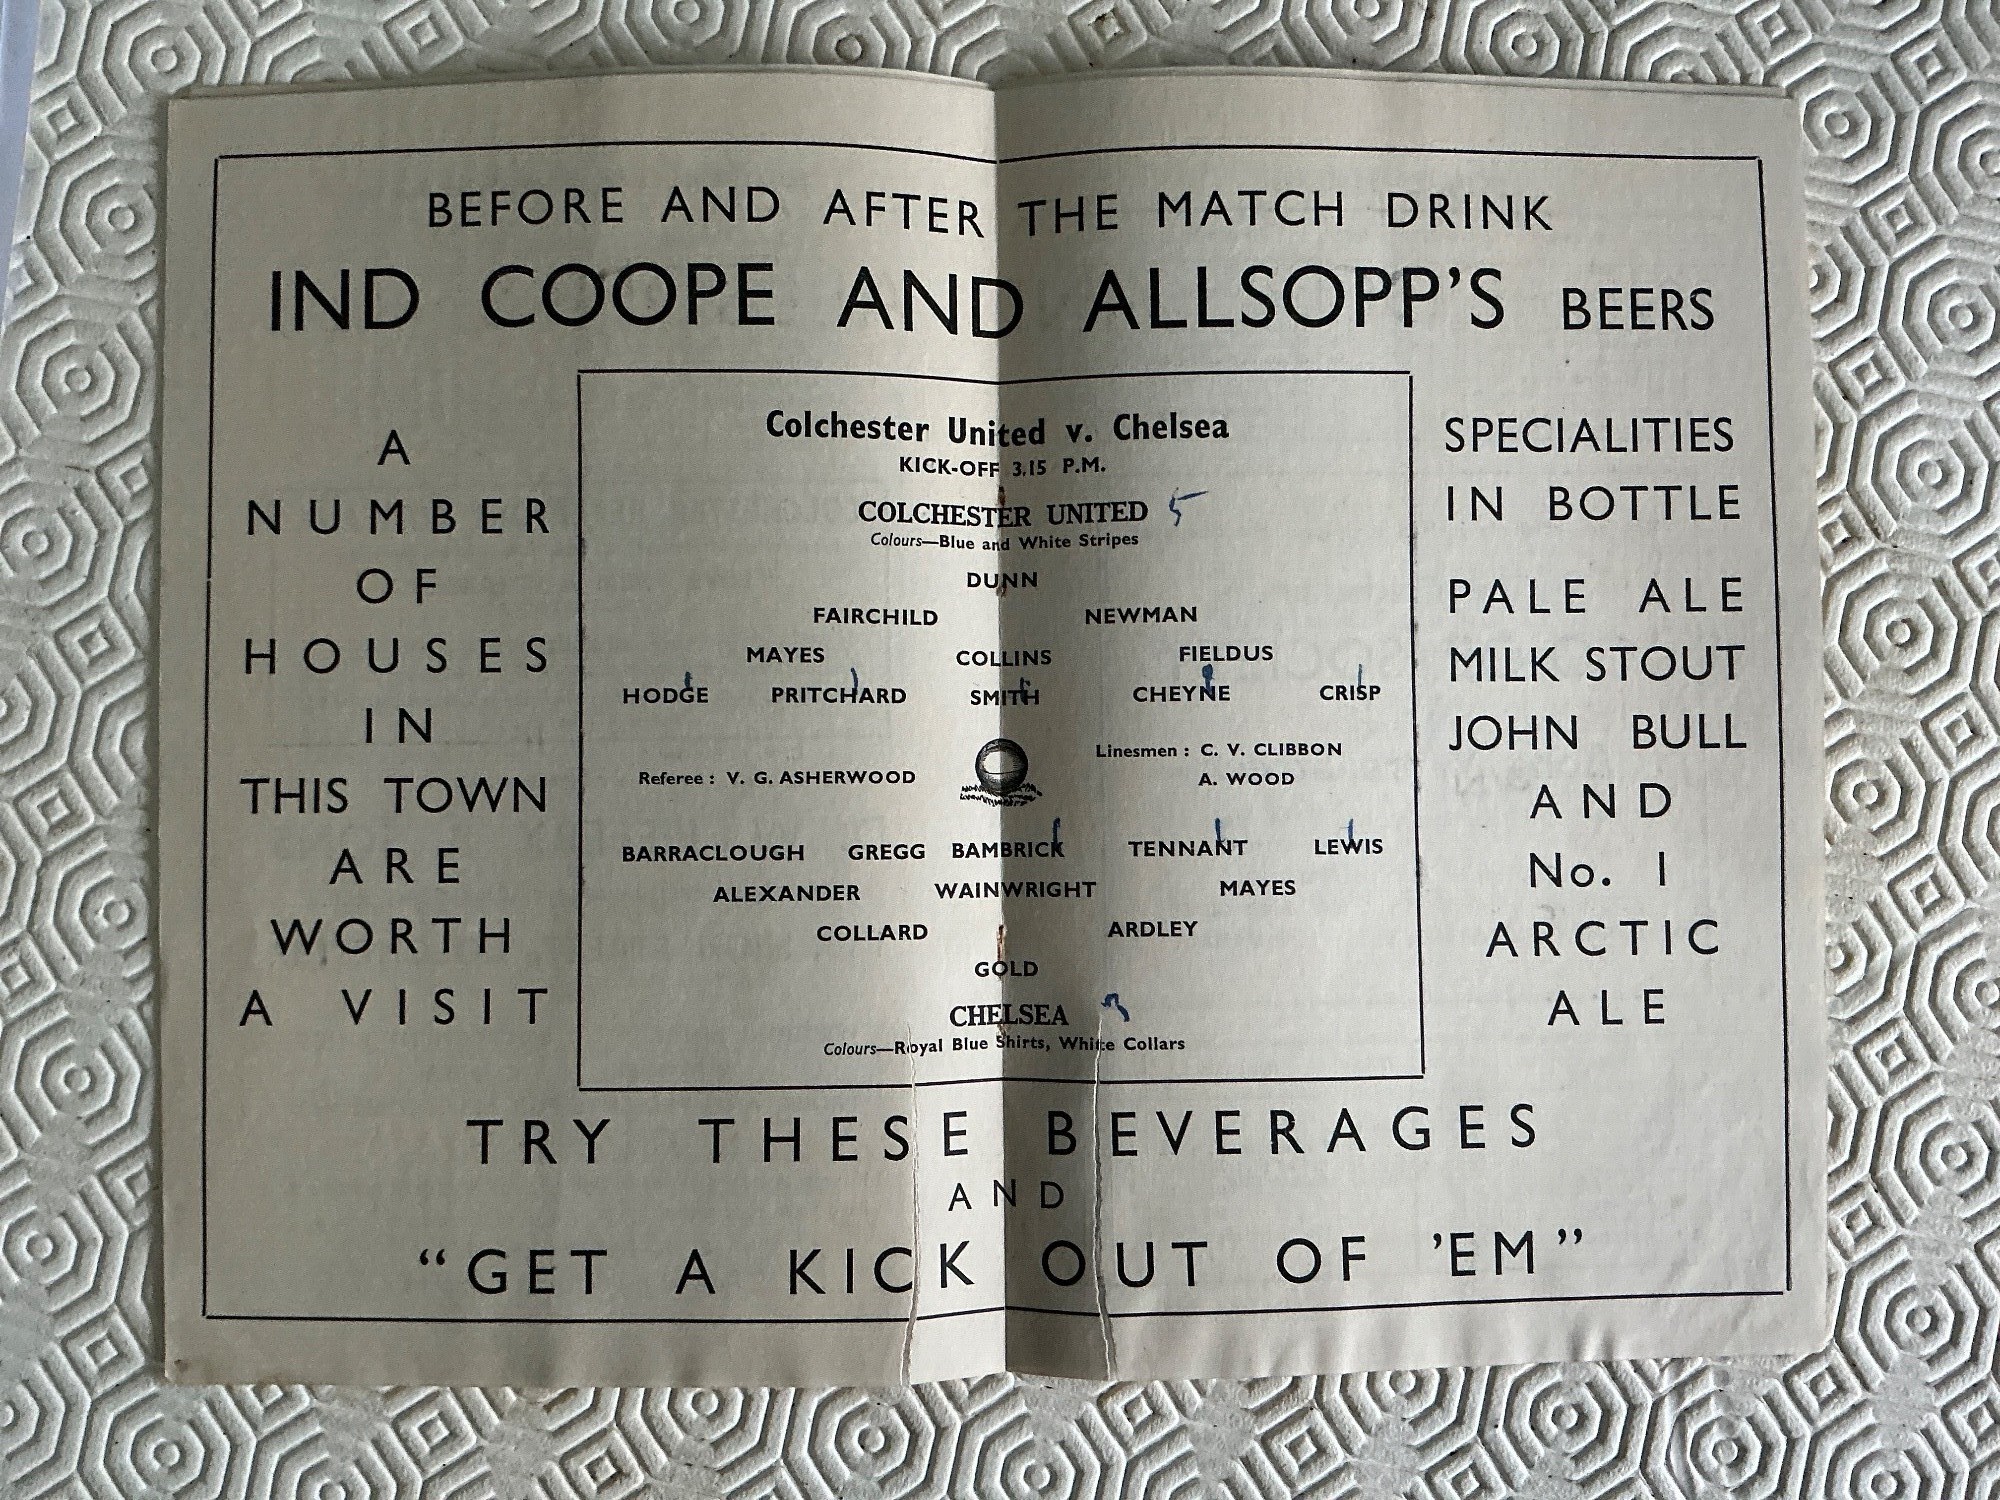 BEFORE AND AFTER THE MATCH DRINK
IND COOPE AND ALLSOPP'S BEERS
A
NUMBER
OF
HOUSES
IN
THIS TOWN
ARE
WORTH
A VISIT
Colchester United v. Chelsea
KICK-OFF 3.15 P.M.
COLCHESTER UNITED 5
Colours—Blue and White Stripes
DUNN
FAIRCHILD NEWMAN
MAYES COLLINS FIELDUS
HODGE PRITCHARD SMITH CHEYNE CRISP
Linesmen : C. V. CLIBBON
Referee : V. G. ASHERWOOD A. WOOD
BARRACLOUGH GREGG BAMBRICK TENNANT LEWIS
ALEXANDER WAINWRIGHT MAYES
COLLARD ARDLEY
GOLD
CHELSEA 3
Colours—Royal Blue Shirts, White Collars
SPECIALITIES
IN BOTTLE
PALE ALE
MILK STOUT
JOHN BULL
AND
No. 1
ARCTIC
ALE
TRY THESE BEVERAGES
AND
"GET A KICK OUT OF 'EM"